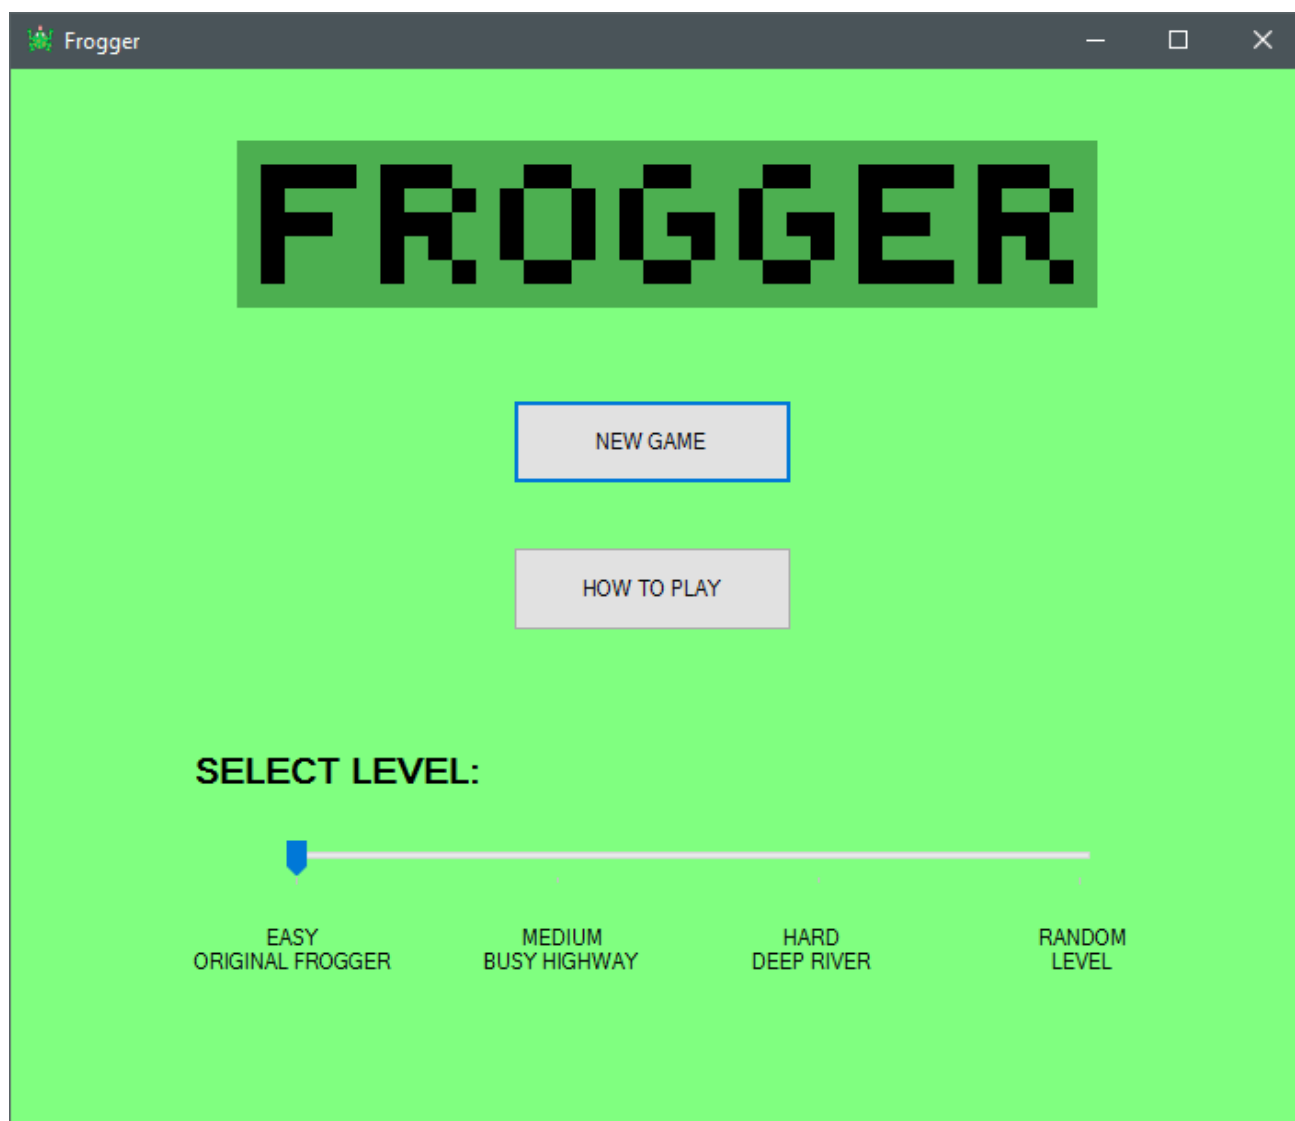 Frogger
FROGGER
NEW GAME
HOW TO PLAY
SELECT LEVEL:
EASY
ORIGINAL FROGGER
MEDIUM
BUSY HIGHWAY
HARD
DEEP RIVER
RANDOM
LEVEL